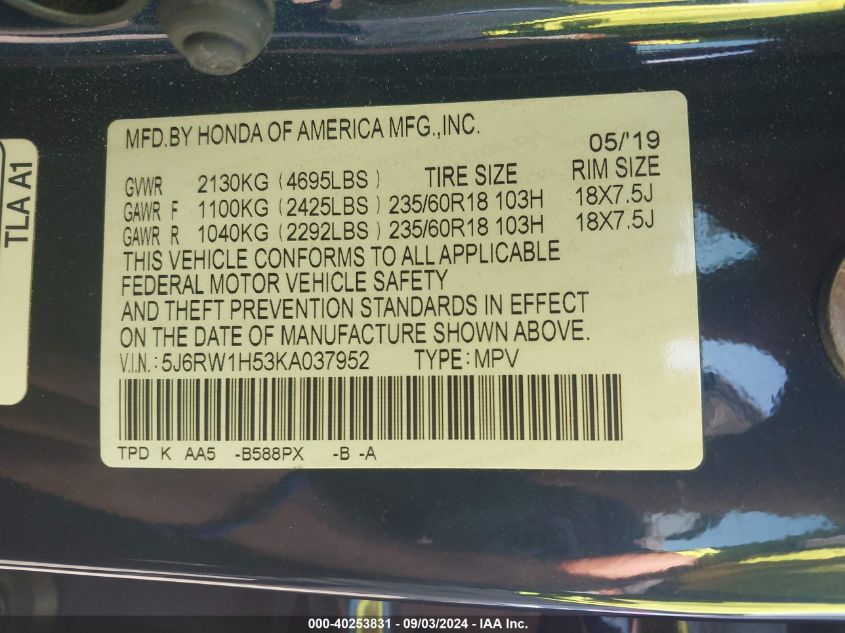 MFD.BY HONDA OF AMERICA MFG.,INC.
05/'19
GVWR 2130KG (4695LBS) TIRE SIZE RIM SIZE
GAWR F 1100KG (2425LBS) 235/60R18 103H 18X7.5J
GAWR R 1040KG (2292LBS) 235/60R18 103H 18X7.5J
THIS VEHICLE CONFORMS TO ALL APPLICABLE
FEDERAL MOTOR VEHICLE SAFETY
AND THEFT PREVENTION STANDARDS IN EFFECT
ON THE DATE OF MANUFACTURE SHOWN ABOVE.
V.I.N.: 5J6RW1H53KA037952 TYPE: MPV
TPD K AA5 -B588PX -B -A
TLA A1
000-40253831 - 09/03/2024 - IAA Inc.